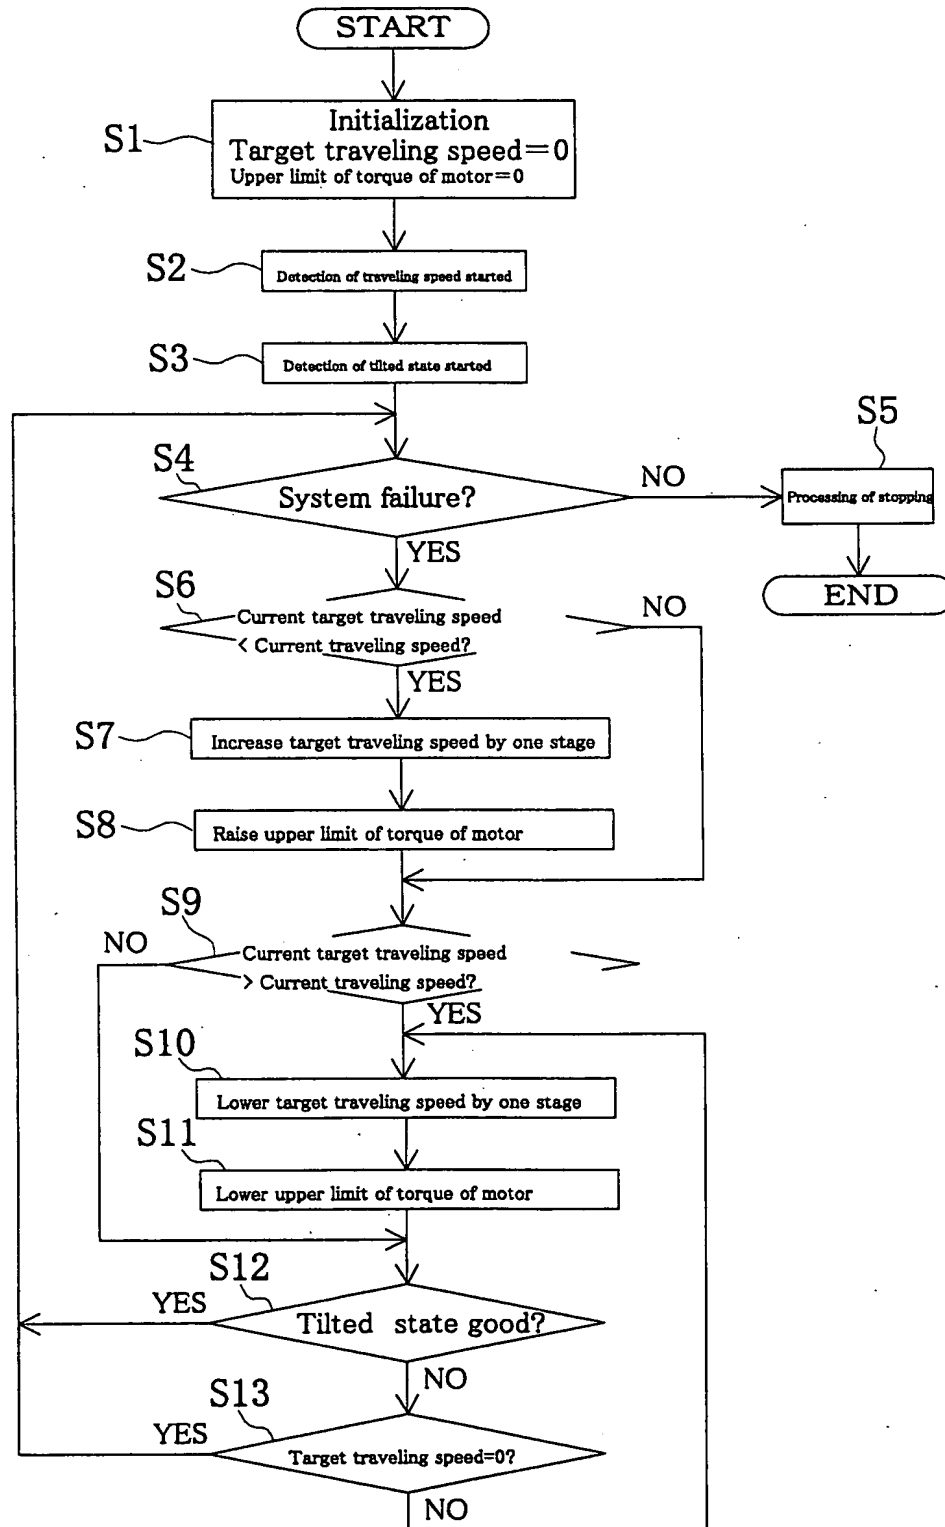 START
S1
Initialization
Target traveling speed=0
Upper limit of torque of motor=0
S2
Detection of traveling speed started
S3
Detection of tilted state started
S4
System failure?
NO
S5
Processing of stopping
END
YES
S6
Current target traveling speed
< Current traveling speed?
NO
YES
S7
Increase target traveling speed by one stage
S8
Raise upper limit of torque of motor
S9
NO
Current target traveling speed
> Current traveling speed?
YES
S10
Lower target traveling speed by one stage
S11
Lower upper limit of torque of motor
S12
YES
Tilted state good?
NO
S13
YES
Target traveling speed=0?
NO